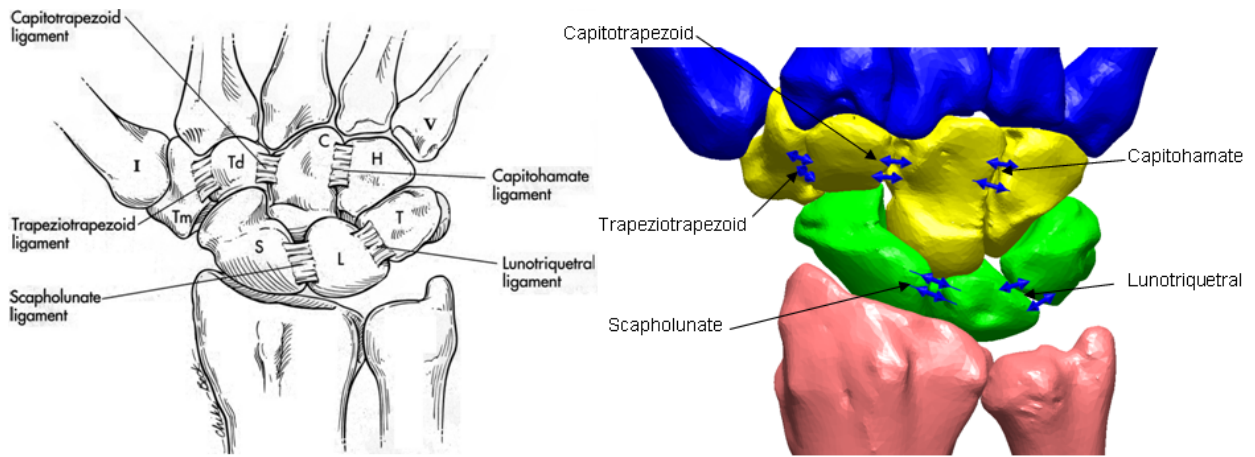 Capitotrapezoid
ligament
C
V
Td
H
I
Capitohamate
ligament
Tm
T
Trapeziotrapezoid
ligament
S
L
Lunotriquetral
ligament
Scapholunate
ligament
Capitotrapezoid
Capitohamate
Trapeziotrapezoid
Lunotriquetral
Scapholunate